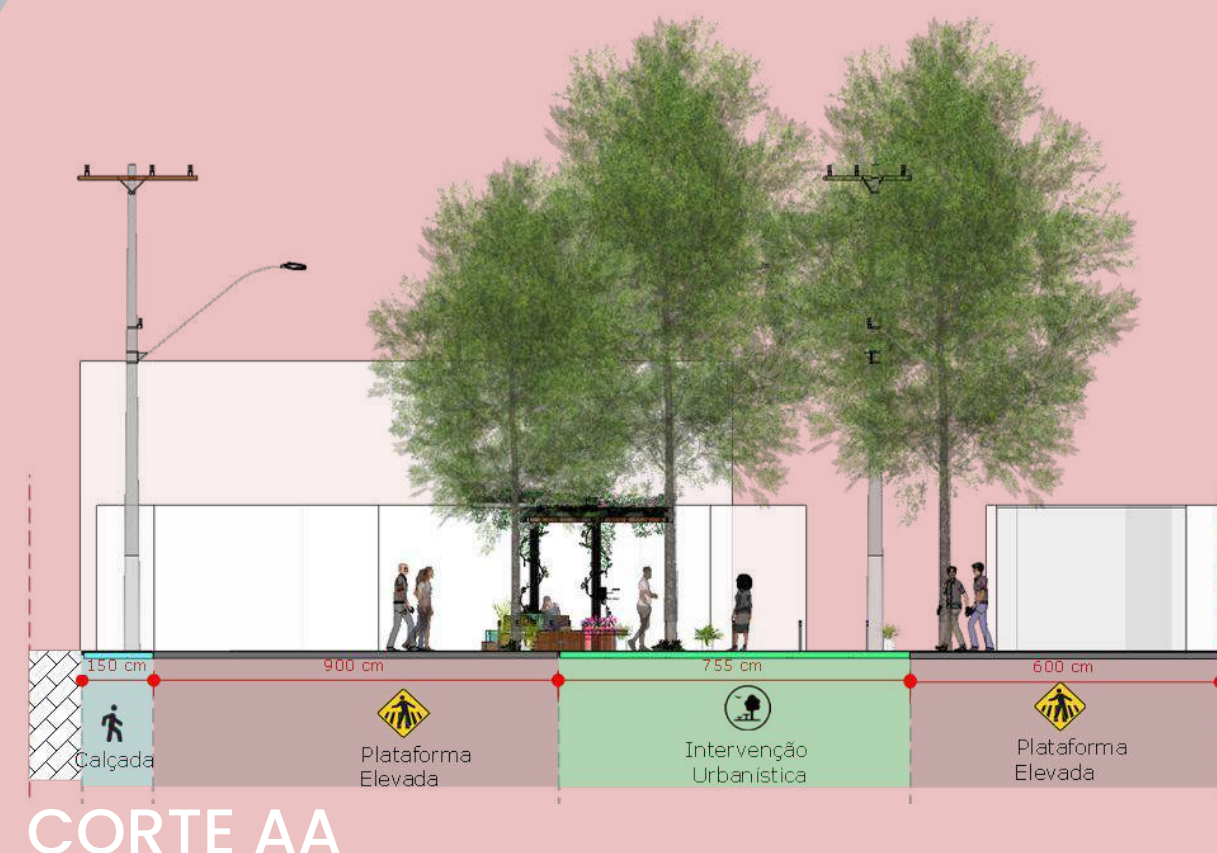 150 cm
900 cm
755 cm
600 cm
Calçada
Plataforma
Elevada
Intervenção
Urbanística
Plataforma
Elevada
CORTE AA